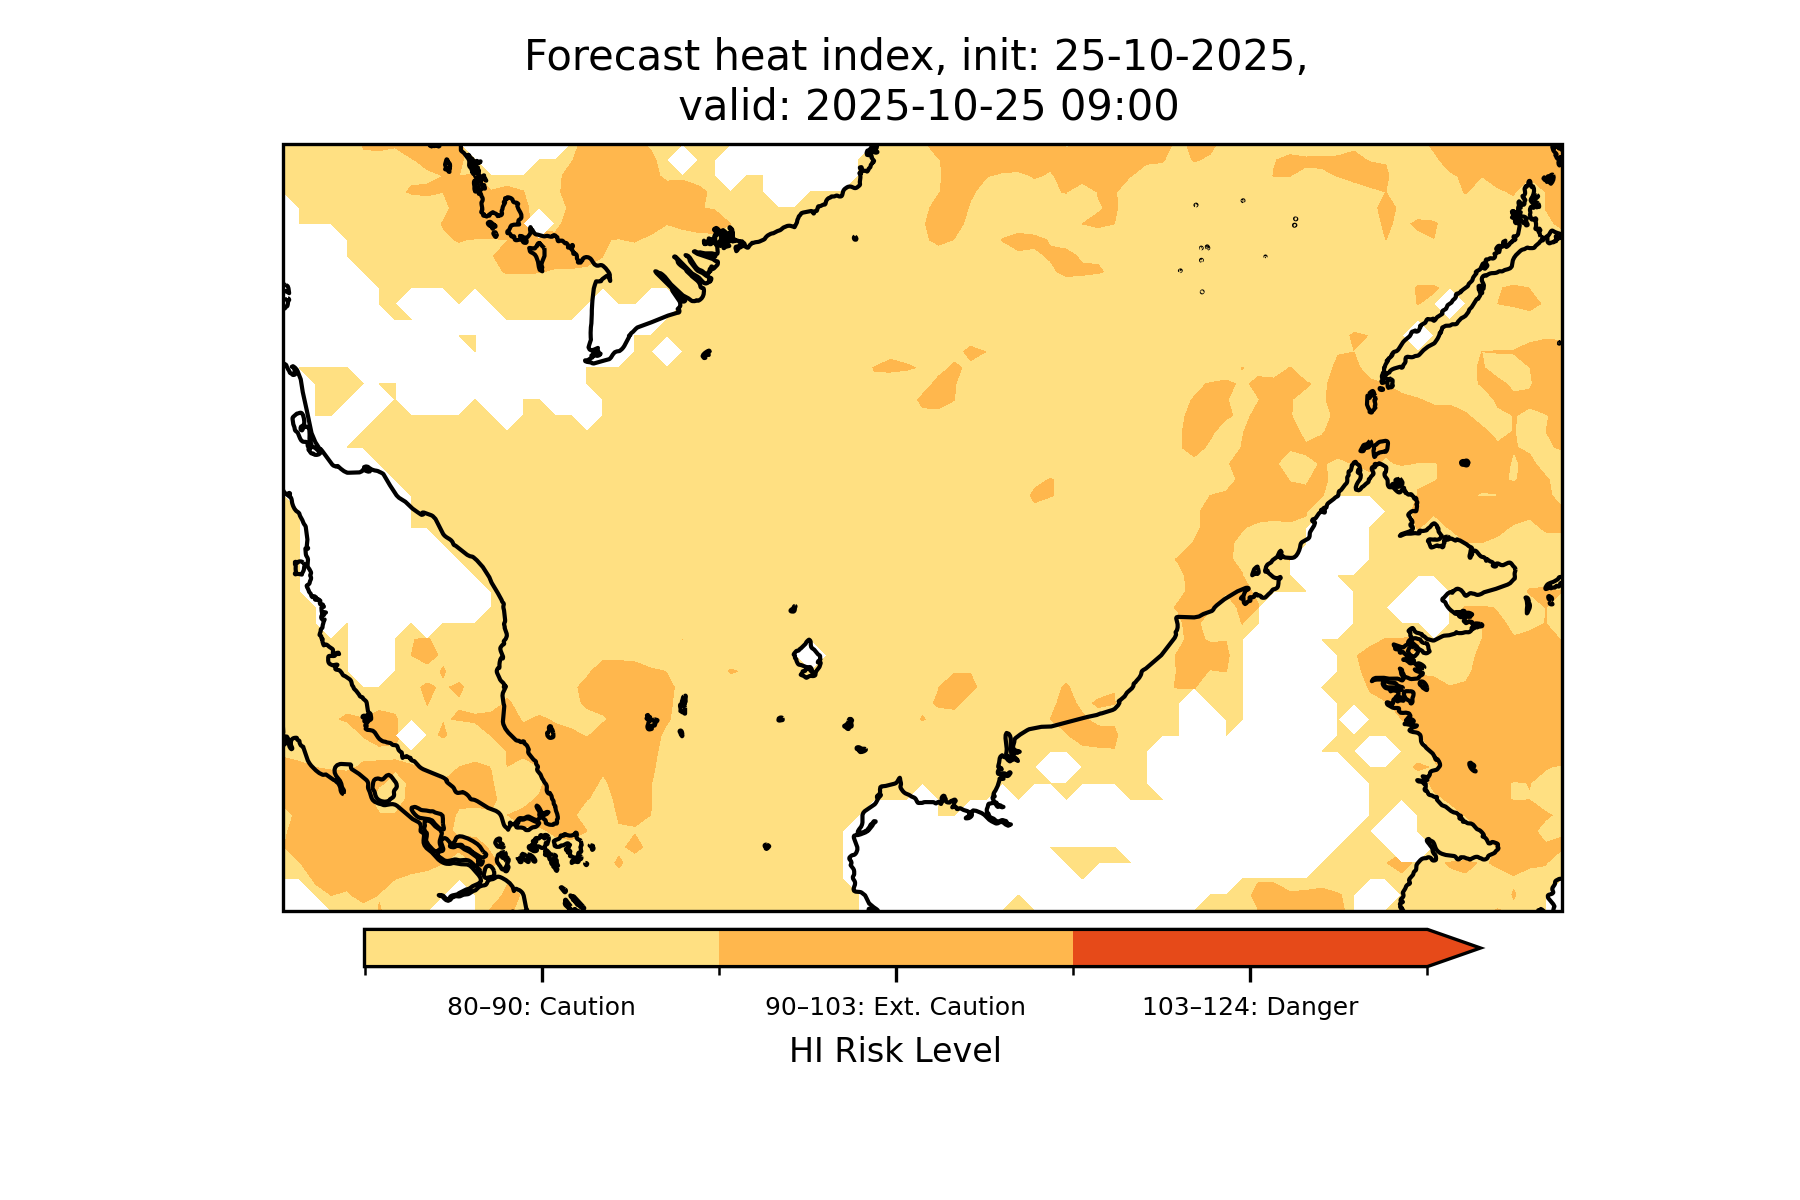 Forecast heat index, init: 25-10-2025,
valid: 2025-10-25 09:00
80–90: Caution
90–103: Ext. Caution
103–124: Danger
HI Risk Level